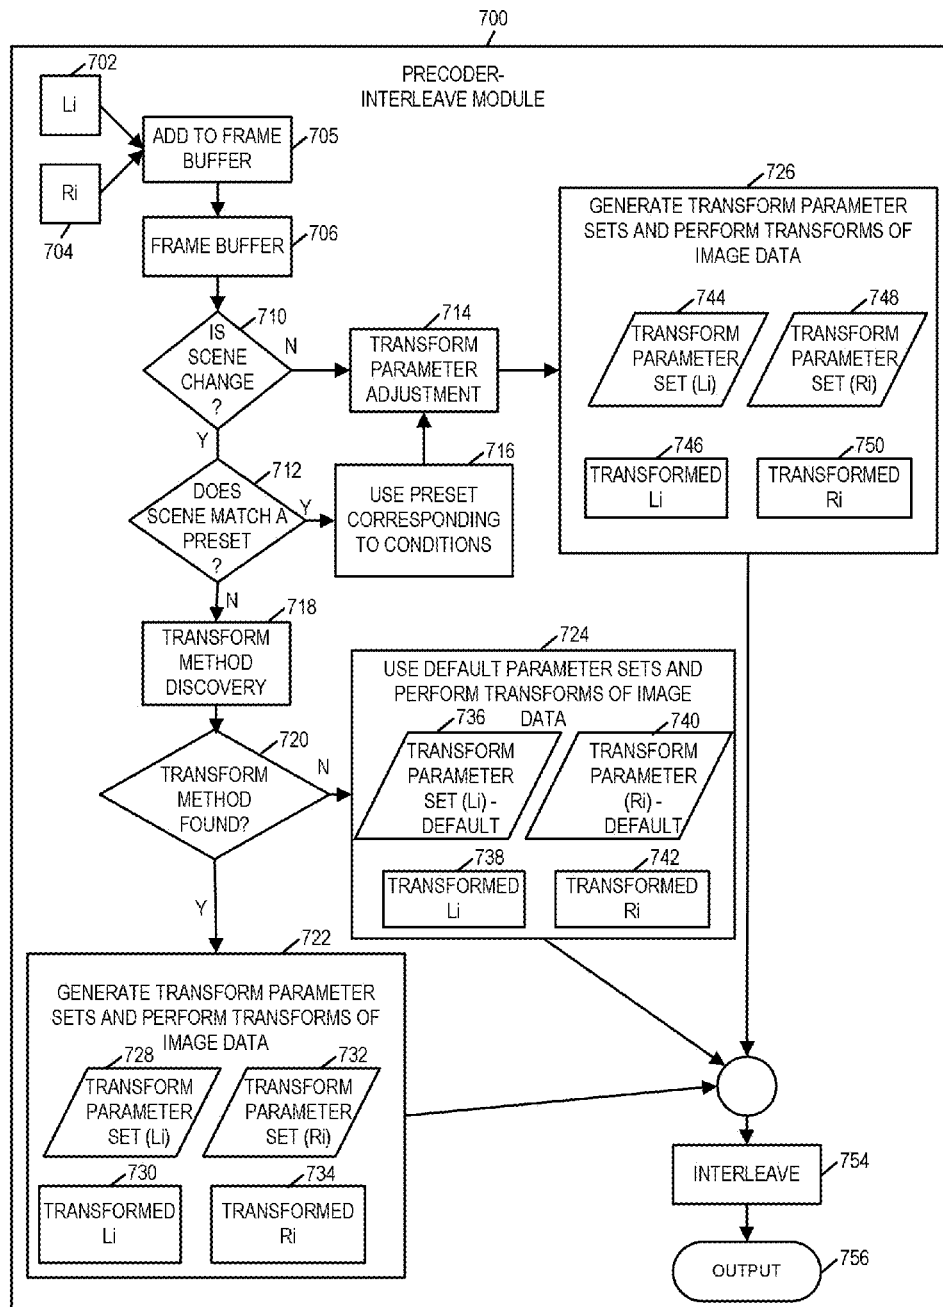 700
PRECODER-
INTERLEAVE MODULE
702
Li
Ri
704
ADD TO FRAME
BUFFER
705
FRAME BUFFER
706
IS
SCENE
CHANGE
?
710
N
Y
714
TRANSFORM
PARAMETER
ADJUSTMENT
712
DOES
SCENE MATCH A
PRESET
?
Y
N
716
USE PRESET
CORRESPONDING
TO CONDITIONS
726
GENERATE TRANSFORM PARAMETER
SETS AND PERFORM TRANSFORMS OF
IMAGE DATA
744
TRANSFORM
PARAMETER
SET (Li)
748
TRANSFORM
PARAMETER
SET (Ri)
746
TRANSFORMED
Li
750
TRANSFORMED
Ri
718
TRANSFORM
METHOD
DISCOVERY
720
TRANSFORM
METHOD
FOUND?
N
Y
724
USE DEFAULT PARAMETER SETS AND
PERFORM TRANSFORMS OF IMAGE
DATA
736
TRANSFORM
PARAMETER
SET (Li) -
DEFAULT
740
TRANSFORM
PARAMETER
(Ri) -
DEFAULT
738
TRANSFORMED
Li
742
TRANSFORMED
Ri
722
GENERATE TRANSFORM PARAMETER
SETS AND PERFORM TRANSFORMS OF
IMAGE DATA
728
TRANSFORM
PARAMETER
SET (Li)
732
TRANSFORM
PARAMETER
SET (Ri)
730
TRANSFORMED
Li
734
TRANSFORMED
Ri
INTERLEAVE
754
OUTPUT
756